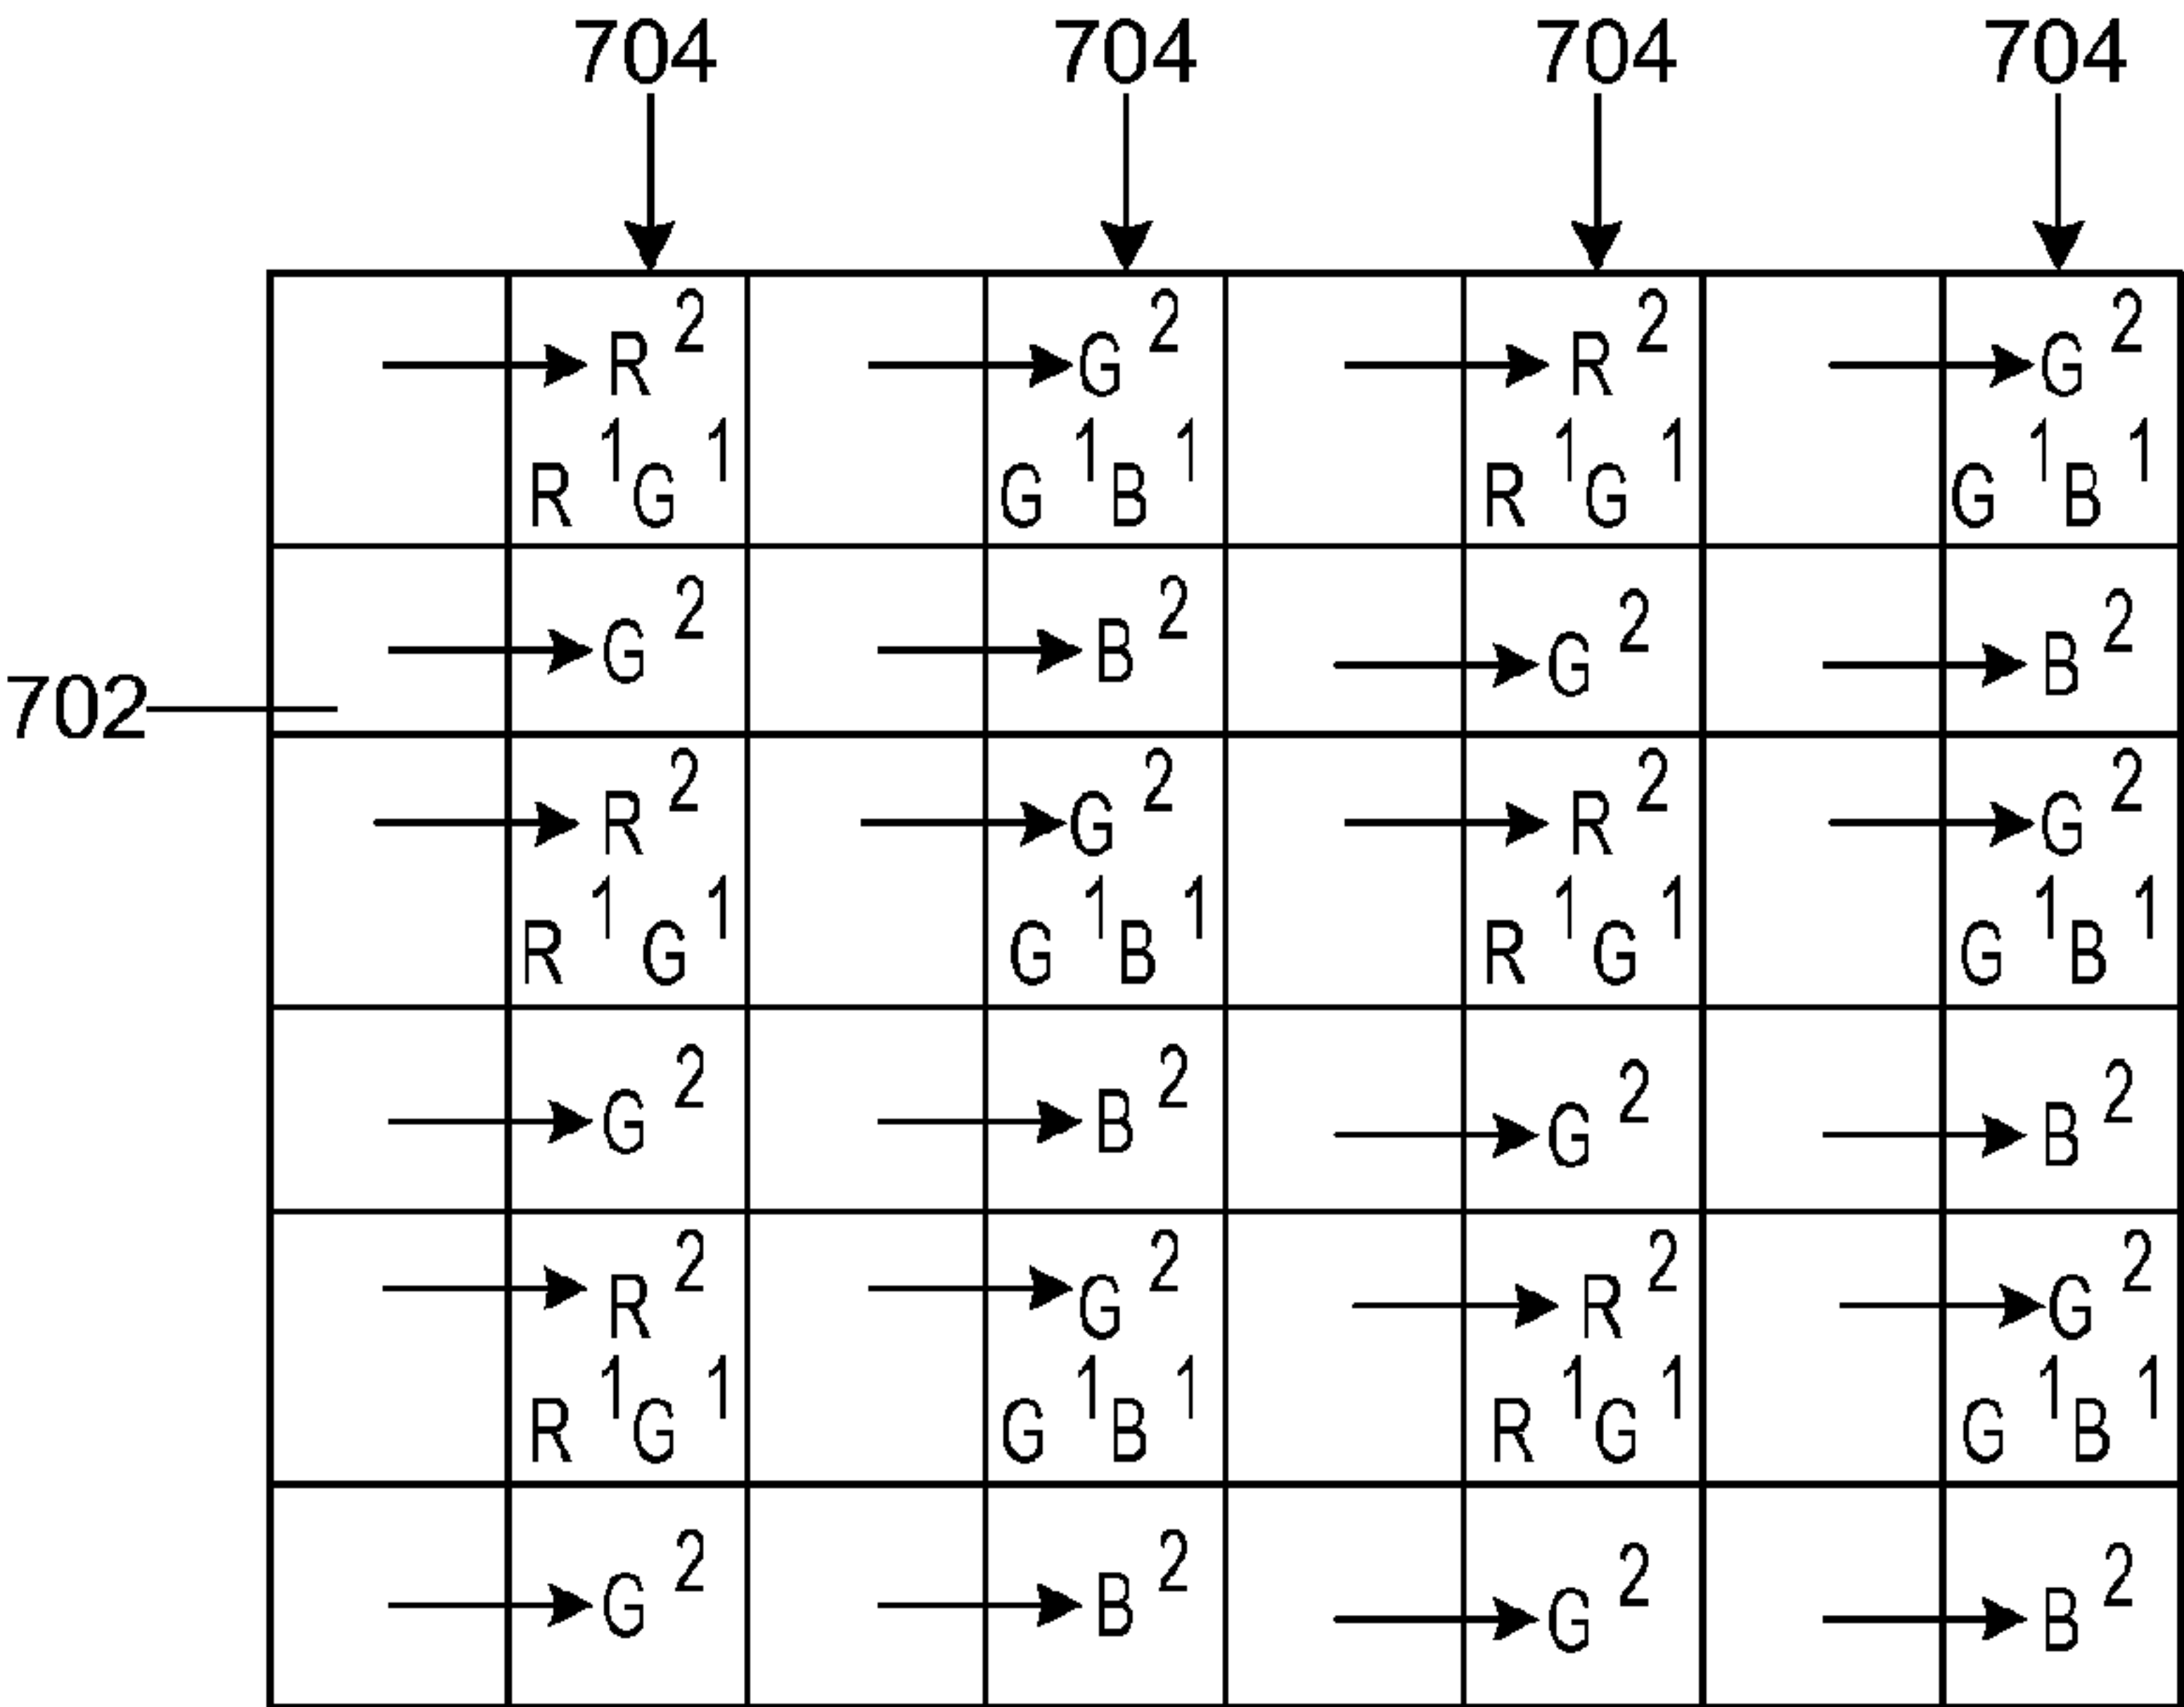 704 704 704 704
R² G² R² G²
R¹G¹ G¹B¹ R¹G¹ G¹B¹
G² B² G² B²
702
R² G² R² G²
R¹G¹ G¹B¹ R¹G¹ G¹B¹
G² B² G² B²
R² G² R² G²
R¹G¹ G¹B¹ R¹G¹ G¹B¹
G² B² G² B²